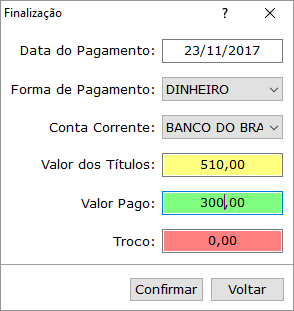 Finalização ?
Data do Pagamento: 23/11/2017
Forma de Pagamento: DINHEIRO
Conta Corrente: BANCO DO BRA
Valor dos Títulos: 510,00
Valor Pago: 300,00
Troco: 0,00
Confirmar Voltar